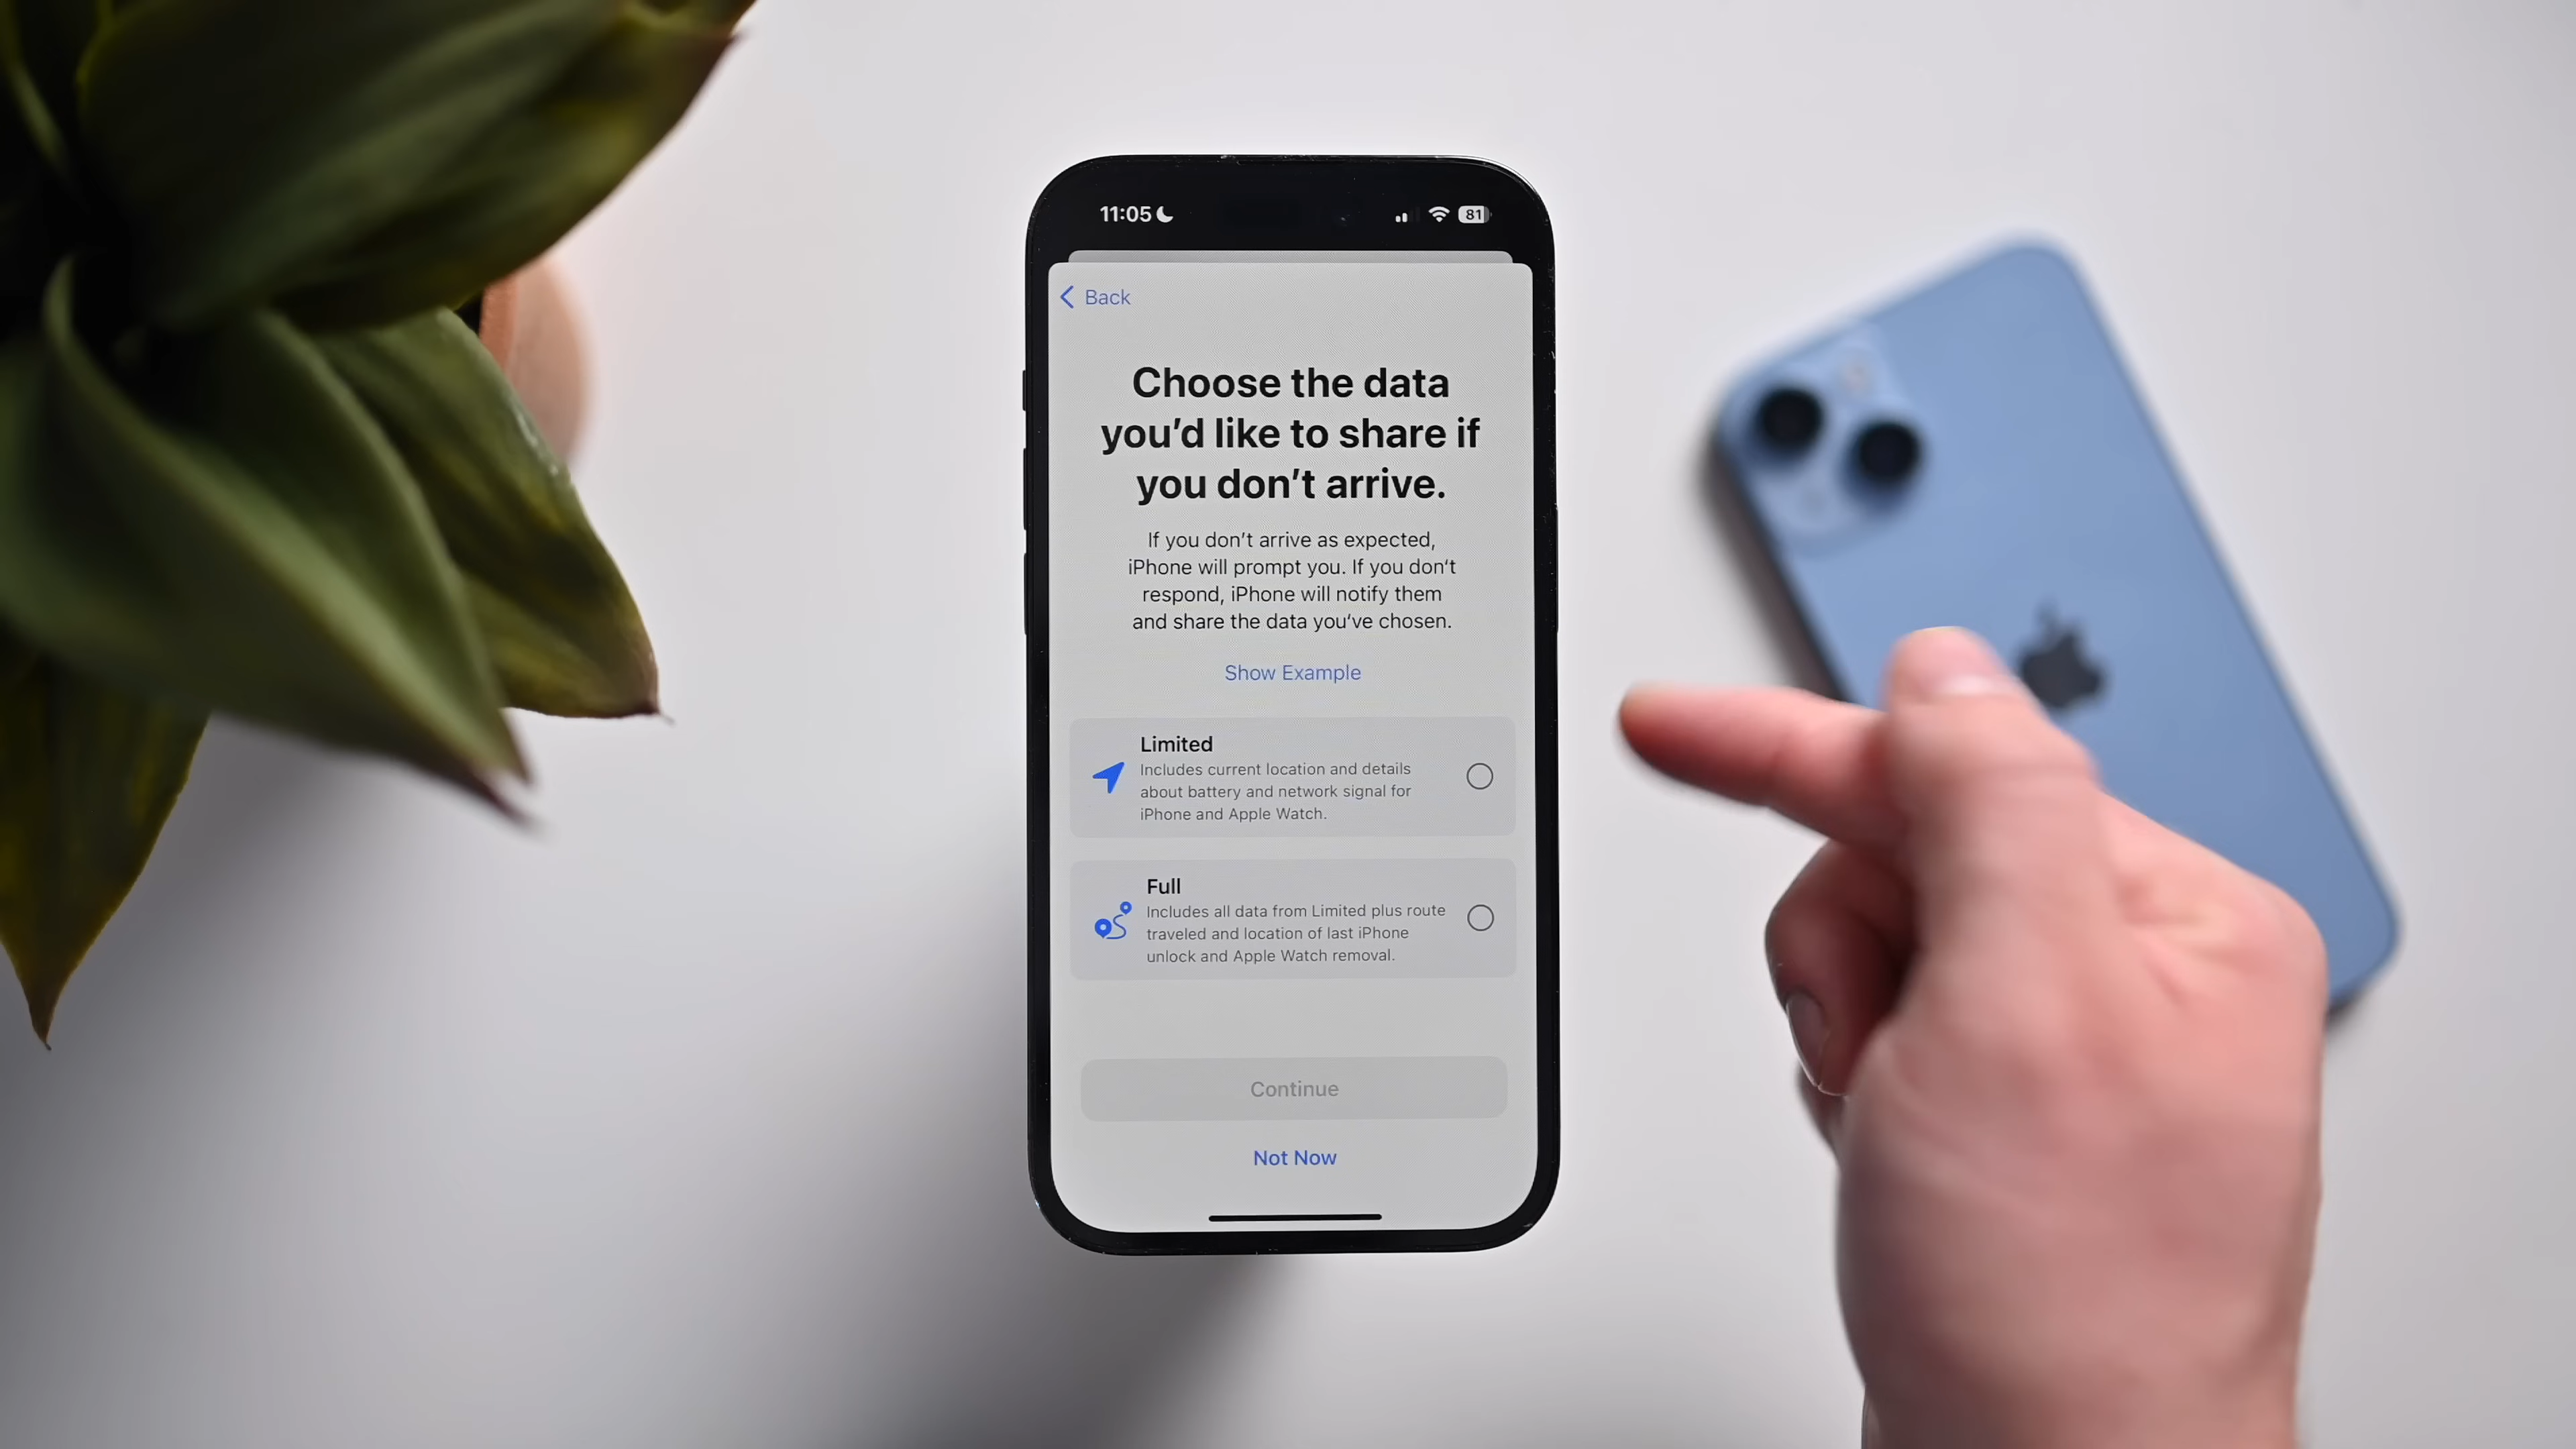 11:05
81
Back
Choose the data
you’d like to share if
you don’t arrive.
If you don’t arrive as expected,
iPhone will prompt you. If you don’t
respond, iPhone will notify them
and share the data you’ve chosen.
Show Example
Limited
Includes current location and details
about battery and network signal for
iPhone and Apple Watch.
Full
Includes all data from Limited plus route
traveled and location of last iPhone
unlock and Apple Watch removal.
Continue
Not Now